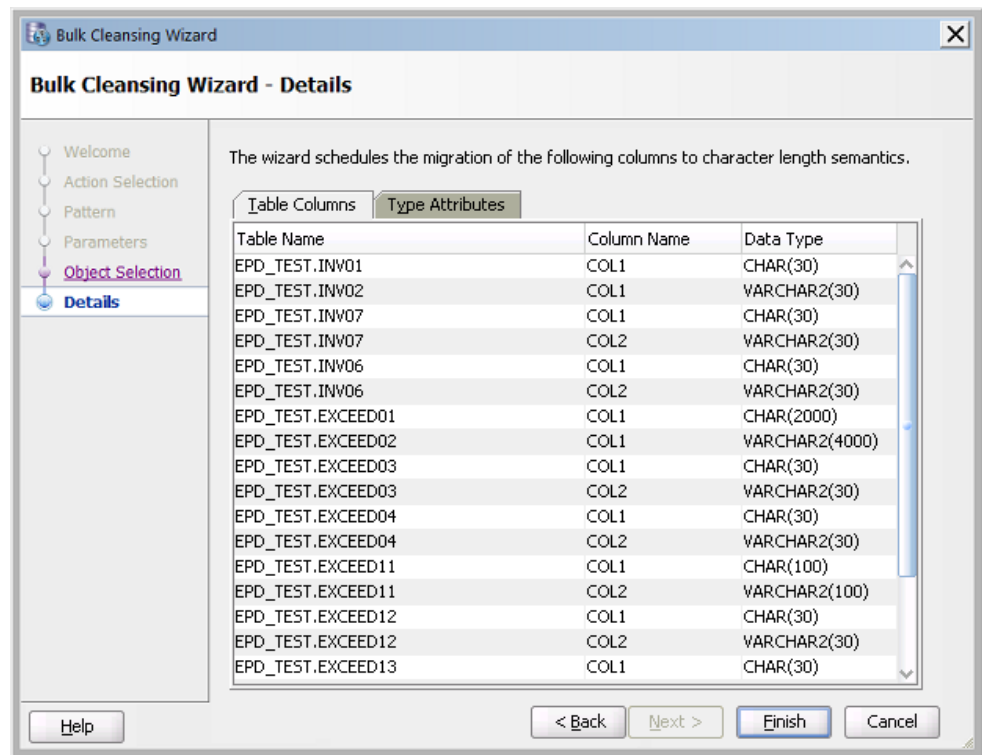 Bulk Cleansing Wizard
Bulk Cleansing Wizard - Details
Welcome
Action Selection
Pattern
Parameters
Object Selection
Details
The wizard schedules the migration of the following columns to character length semantics.
Table Columns Type Attributes
Table Name Column Name Data Type
EPD_TEST.INV01 COL1 CHAR(30)
EPD_TEST.INV02 COL1 VARCHAR2(30)
EPD_TEST.INV07 COL1 CHAR(30)
EPD_TEST.INV07 COL2 VARCHAR2(30)
EPD_TEST.INV06 COL1 CHAR(30)
EPD_TEST.INV06 COL2 VARCHAR2(30)
EPD_TEST.EXCEED01 COL1 CHAR(2000)
EPD_TEST.EXCEED02 COL1 VARCHAR2(4000)
EPD_TEST.EXCEED03 COL1 CHAR(30)
EPD_TEST.EXCEED03 COL2 VARCHAR2(30)
EPD_TEST.EXCEED04 COL1 CHAR(30)
EPD_TEST.EXCEED04 COL2 VARCHAR2(30)
EPD_TEST.EXCEED11 COL1 CHAR(100)
EPD_TEST.EXCEED11 COL2 VARCHAR2(100)
EPD_TEST.EXCEED12 COL1 CHAR(30)
EPD_TEST.EXCEED12 COL2 VARCHAR2(30)
EPD_TEST.EXCEED13 COL1 CHAR(30)
Help < Back Next > Finish Cancel